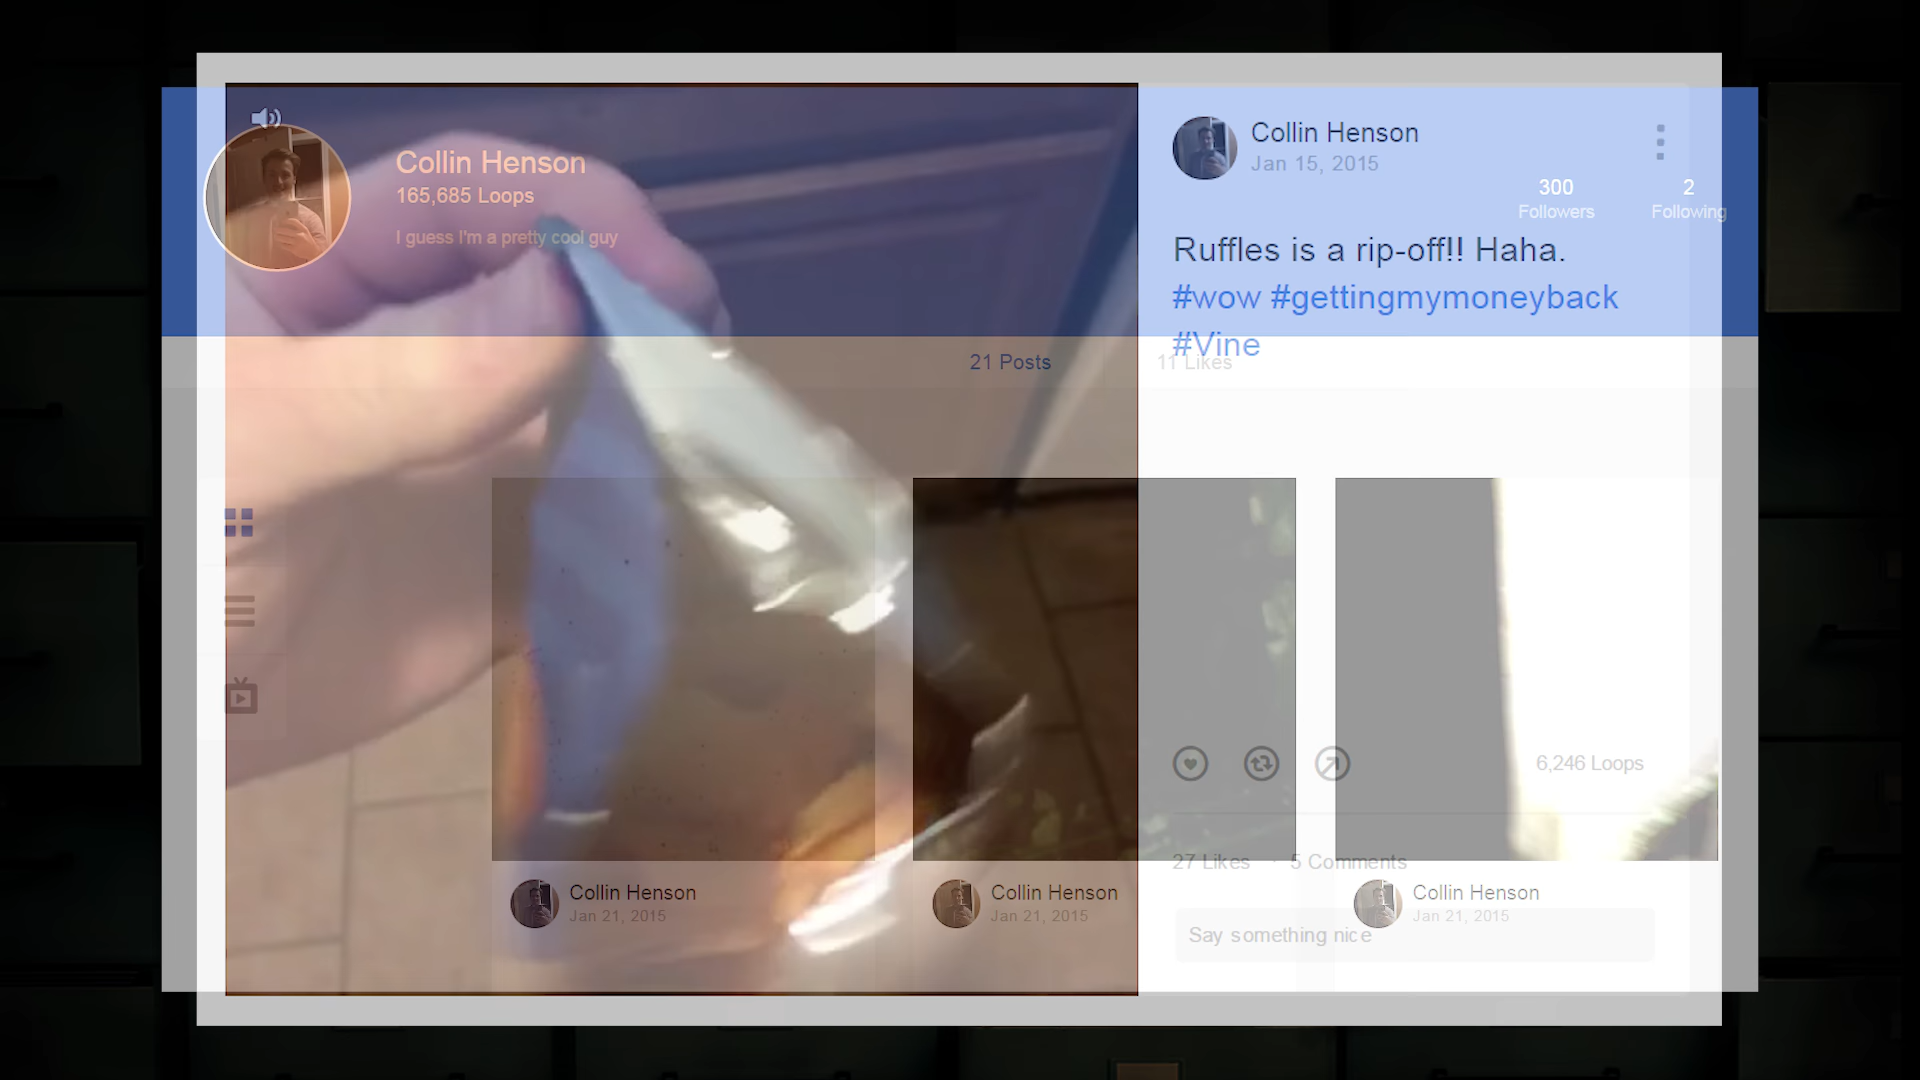 Collin Henson
165,685 Loops
I guess I'm a pretty cool guy
Collin Henson
Jan 15, 2015
300
Followers
2
Following
Ruffles is a rip-off!! Haha.
#wow #gettingmymoneyback
#Vine
21 Posts
11 Likes
6,246 Loops
27 Likes · 5 Comments
Collin Henson
Jan 21, 2015
Collin Henson
Jan 21, 2015
Collin Henson
Jan 21, 2015
Say something nice